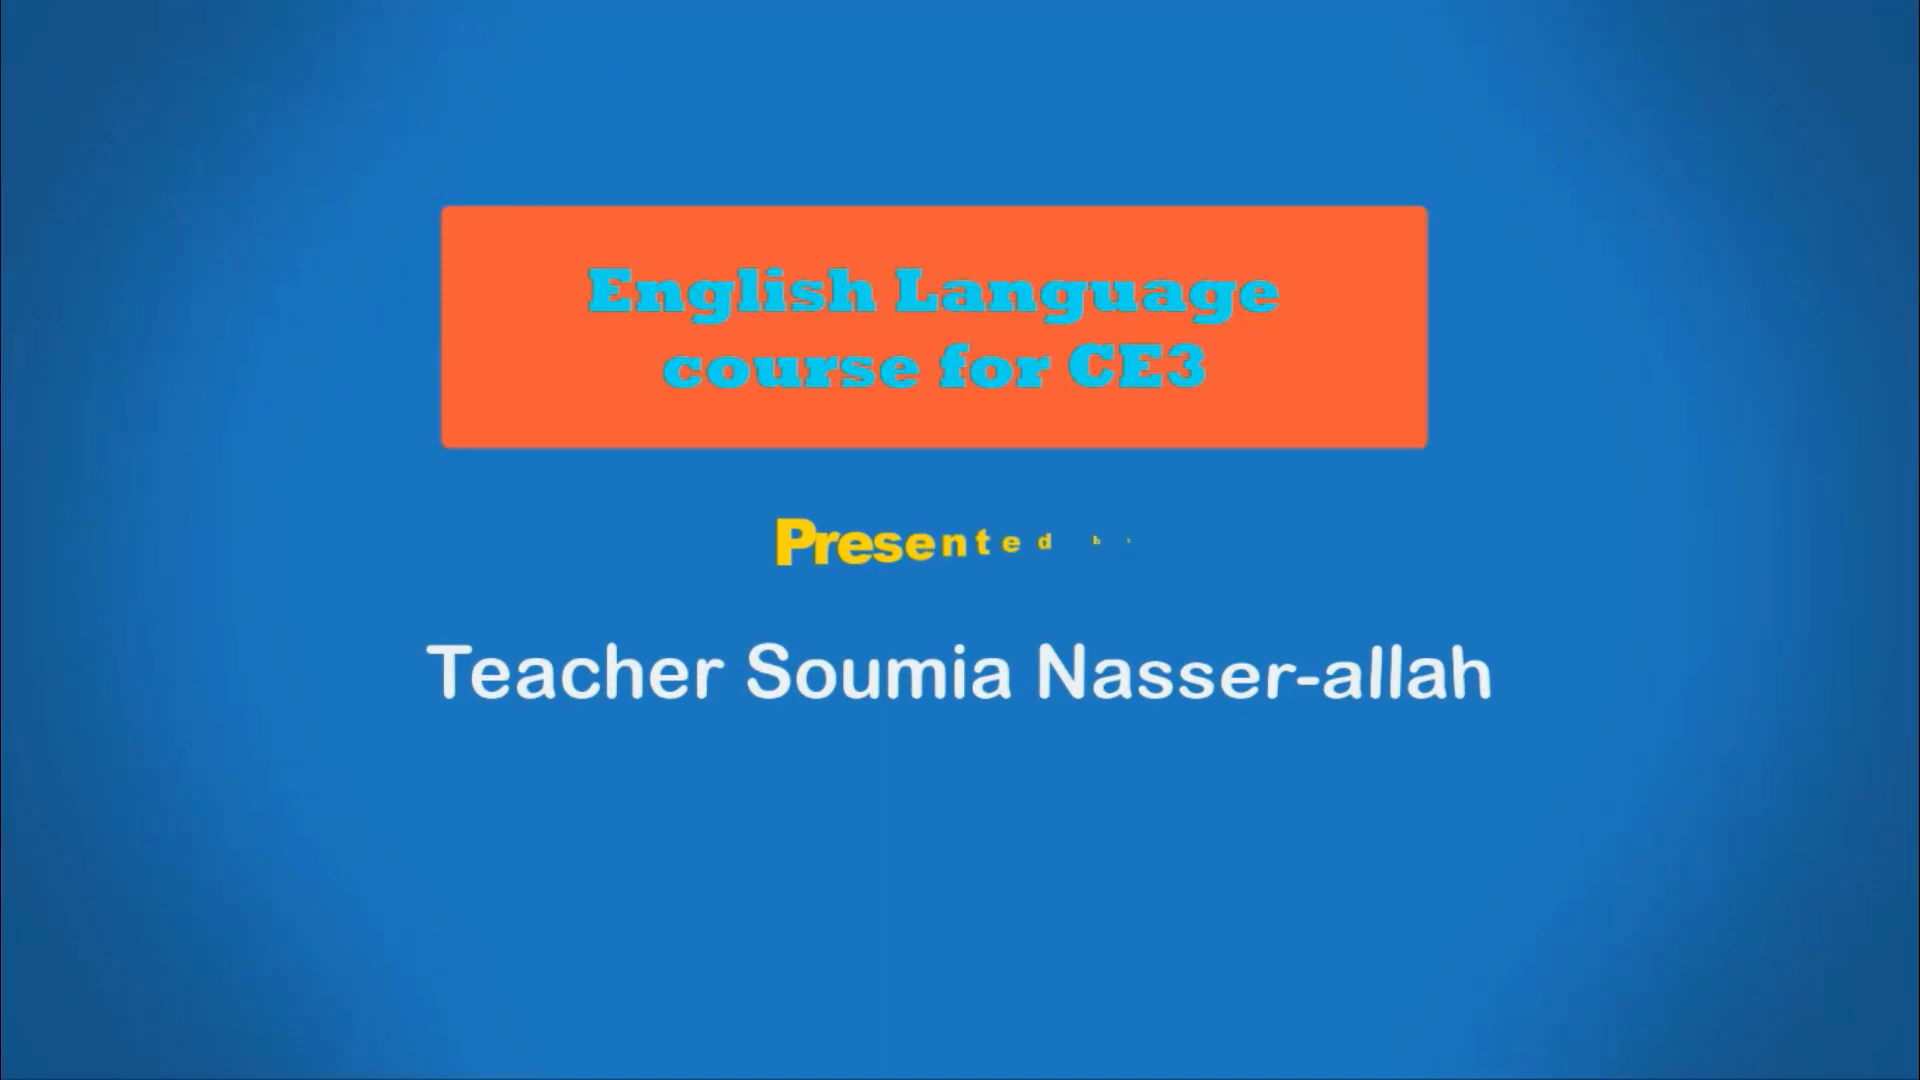 English Language
course for CE3
Presented b
Teacher Soumia Nasser-allah